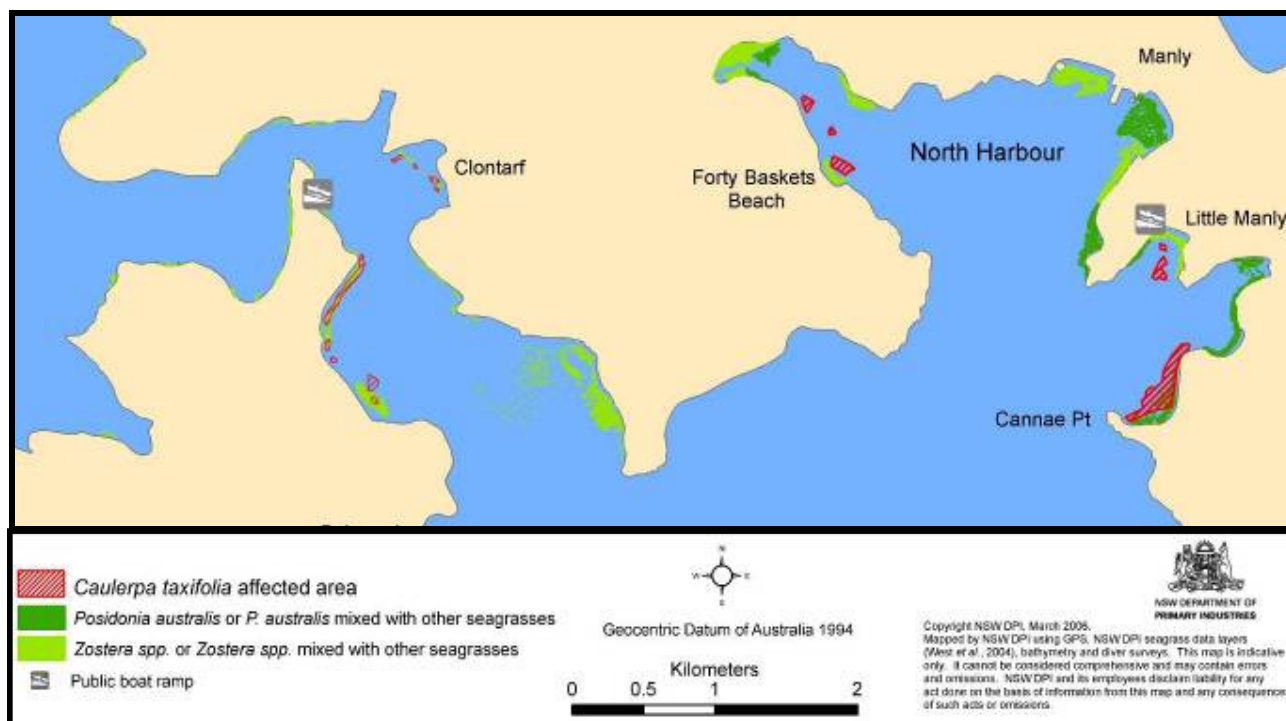 Manly
North Harbour
Clontarf
Forty Baskets
Beach
Little Manly
Cannae Pt
Caulerpa taxifolia affected area
Posidonia australis or P. australis mixed with other seagrasses
Zostera spp. or Zostera spp. mixed with other seagrasses
Public boat ramp
N
W
E
S
Geocentric Datum of Australia 1994
Kilometers
0 0.5 1 2
NSW DEPARTMENT OF
PRIMARY INDUSTRIES
Copyright NSW DPI, March 2006.
Mapped by NSW DPI using GPS, NSW DPI seagrass data layers
(West et al., 2004), bathymetry and diver surveys. This map is indicative
only. It cannot be considered comprehensive and may contain errors
and omissions. NSW DPI and its employees disclaim liability for any
act done on the basis of information from this map and any consequences
of such acts or omissions.